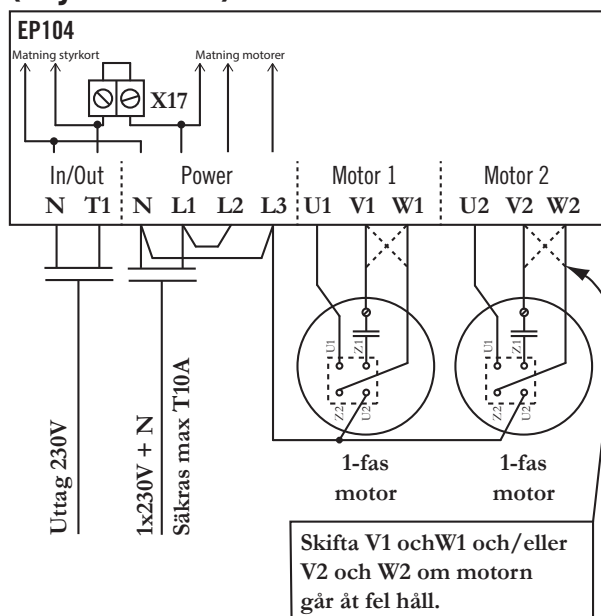 EP104
Matning styrkort
Matning motorer
X17
In/Out
Power
Motor 1
Motor 2
N T1 N L1 L2 L3 U1 V1 W1 U2 V2 W2
U1
Z1
Z2
U2
U1
Z1
Z2
U2
Uttag 230V
1x230V + N
Säkras max T10A
1-fas
motor
1-fas
motor
Skifta V1 ochW1 och/eller
V2 och W2 om motorn
går åt fel håll.